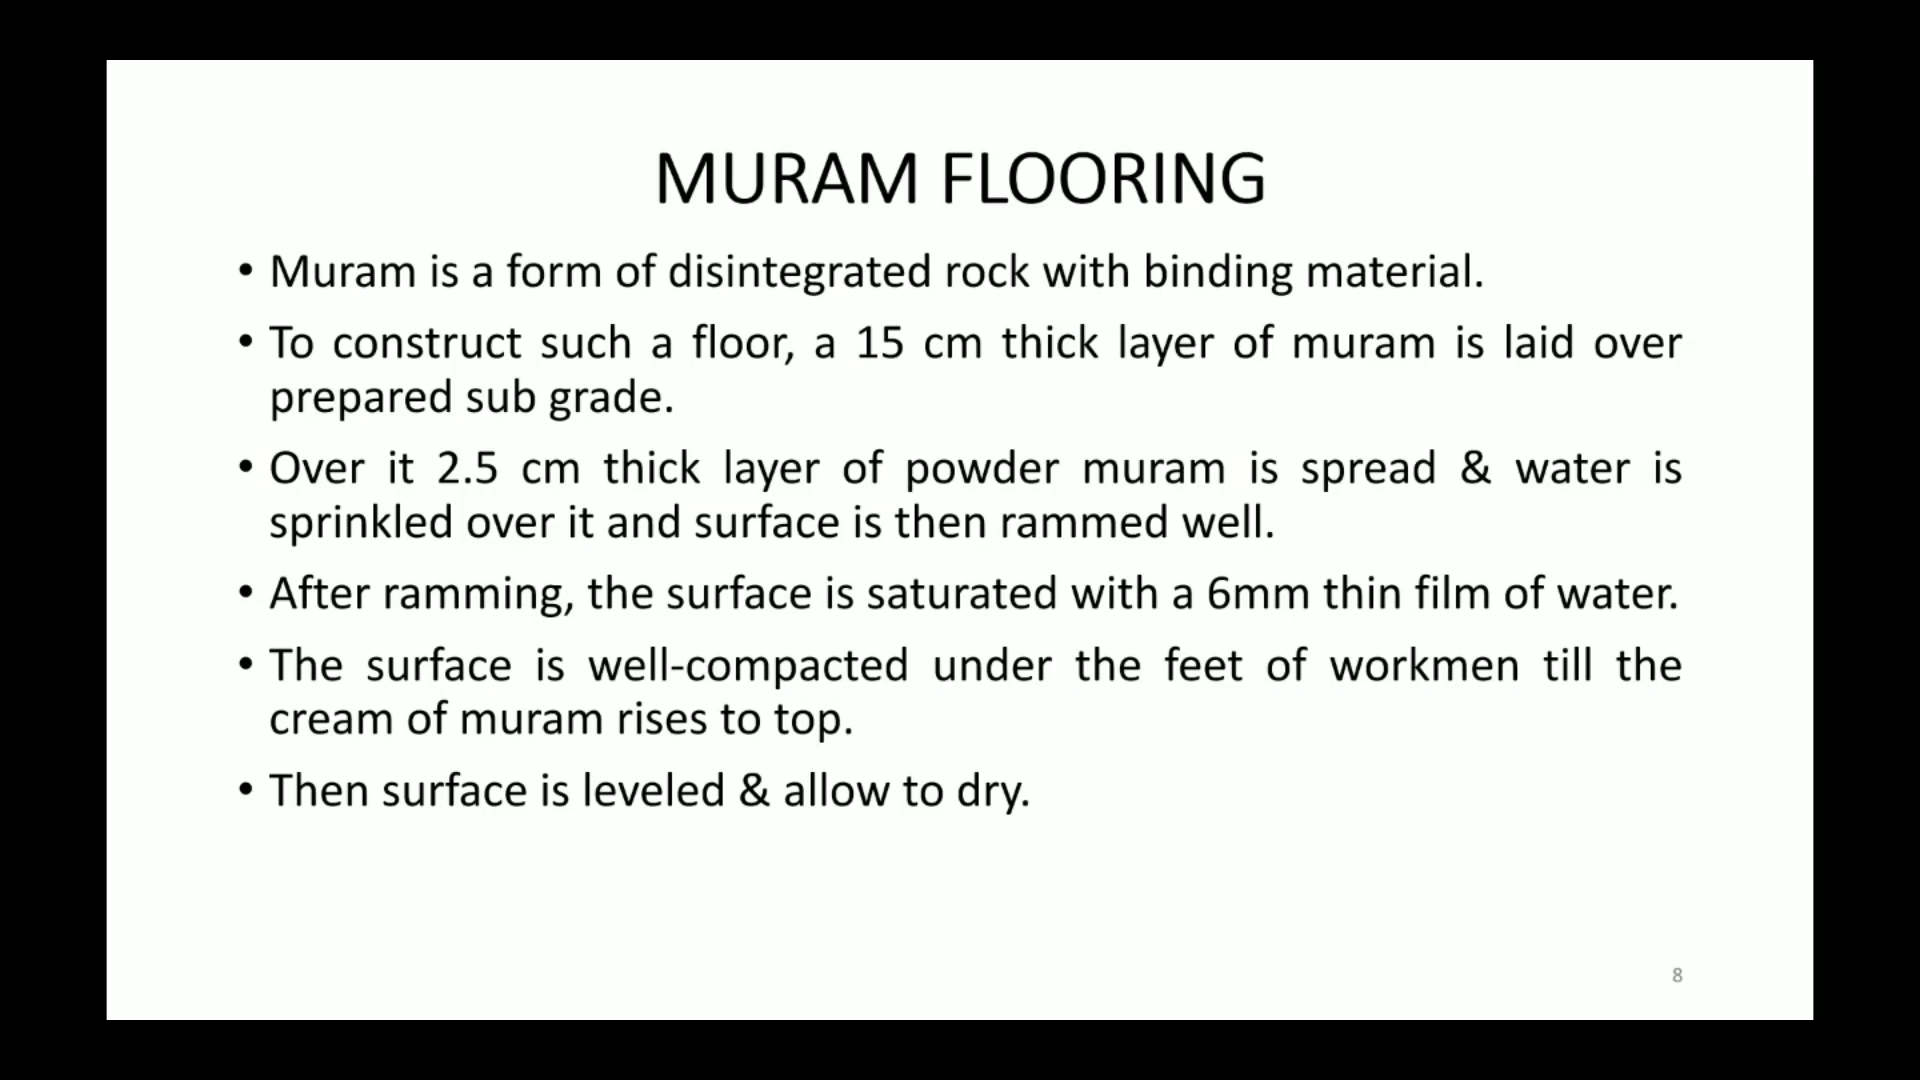 MURAM FLOORING
• Muram is a form of disintegrated rock with binding material.
• To construct such a floor, a 15 cm thick layer of muram is laid over
prepared sub grade.
• Over it 2.5 cm thick layer of powder muram is spread & water is
sprinkled over it and surface is then rammed well.
• After ramming, the surface is saturated with a 6mm thin film of water.
• The surface is well-compacted under the feet of workmen till the
cream of muram rises to top.
• Then surface is leveled & allow to dry.
8